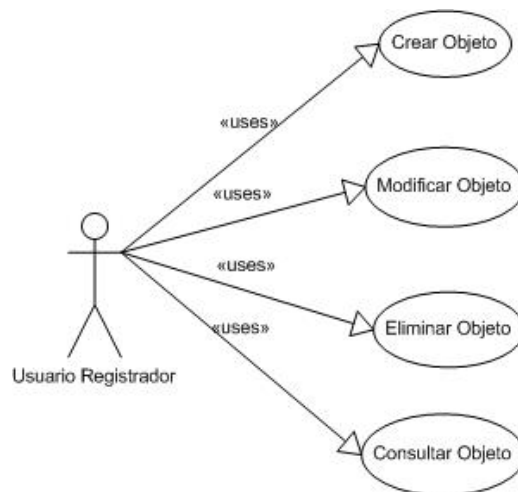 Crear Objeto
«uses»
Modificar Objeto
«uses»
«uses»
Eliminar Objeto
«uses»
Usuario Registrador
Consultar Objeto